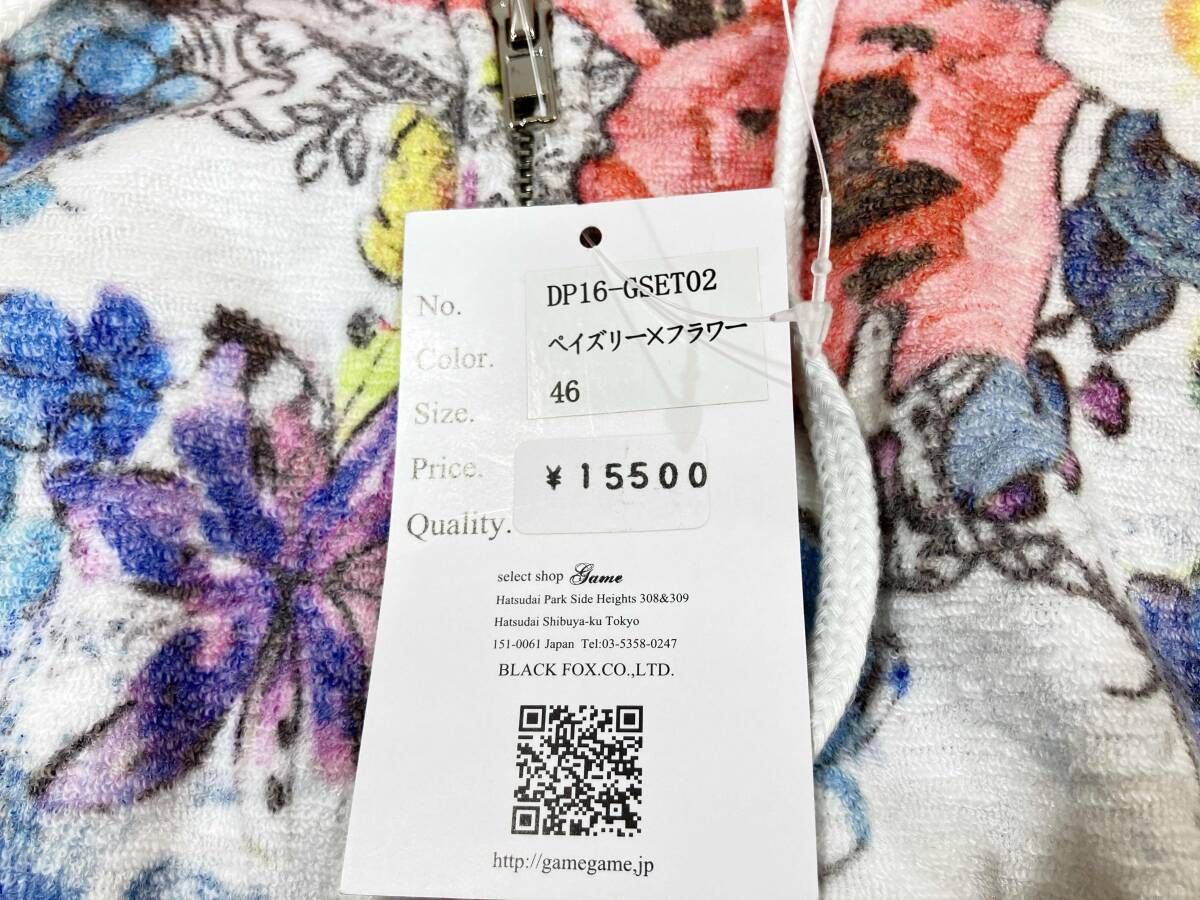 No. DP16-GSET02
Color. ペイズリー×フラワー
Size. 46
Price. ¥15500
Quality.
select shop Game
Hatsudai Park Side Heights 308&309
Hatsudai Shibuya-ku Tokyo
151-0061 Japan Tel:03-5358-0247
BLACK FOX.CO.,LTD.
http://gamegame.jp